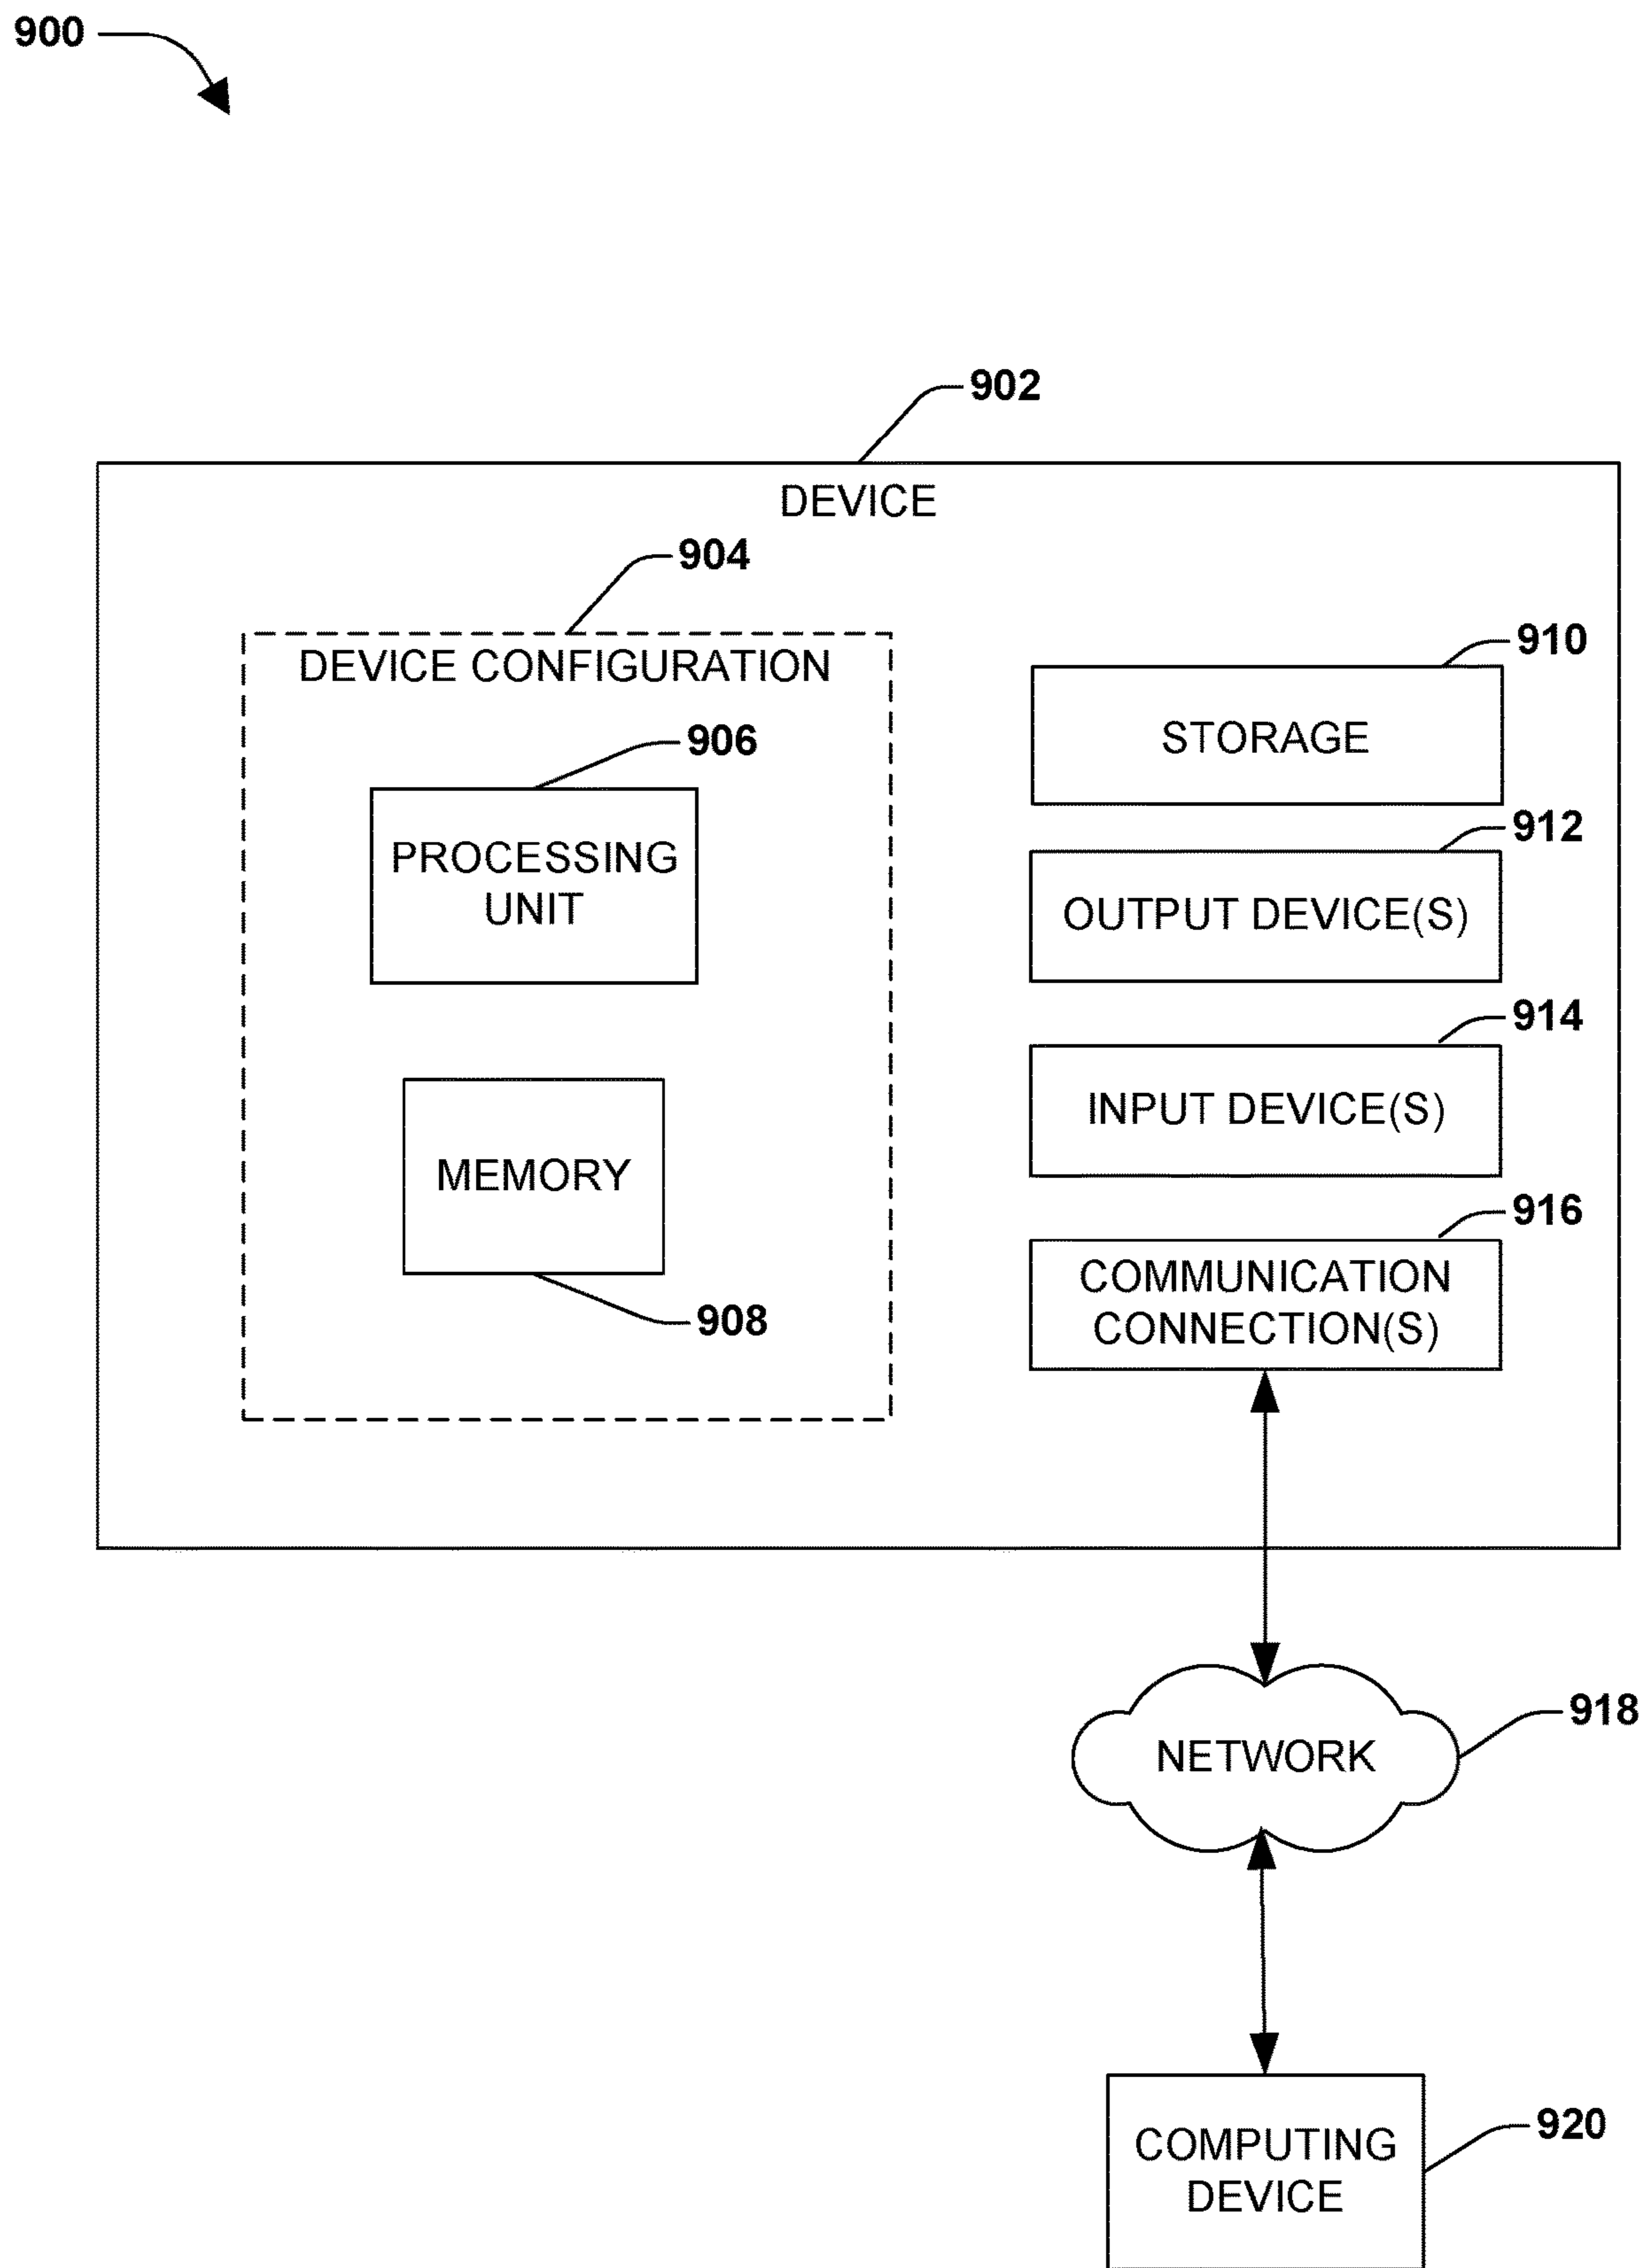 900
902
DEVICE
904
DEVICE CONFIGURATION
906
PROCESSING
UNIT
MEMORY
908
910
STORAGE
912
OUTPUT DEVICE(S)
914
INPUT DEVICE(S)
916
COMMUNICATION
CONNECTION(S)
918
NETWORK
920
COMPUTING
DEVICE